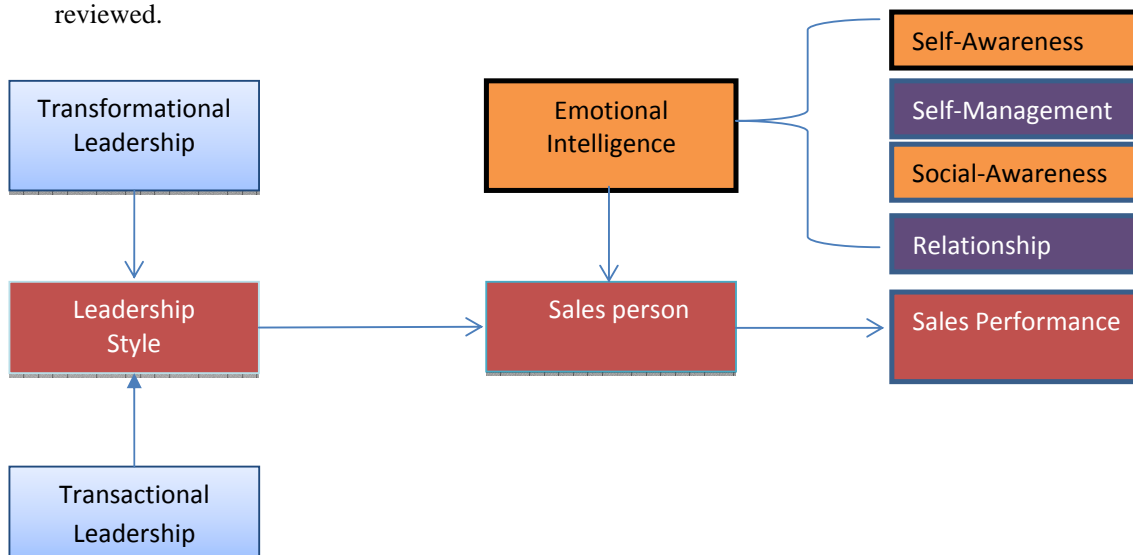 reviewed.
Transformational
Leadership
Emotional
Intelligence
Self-Awareness
Self-Management
Social-Awareness
Relationship
Leadership
Style
Sales person
Sales Performance
Transactional
Leadership